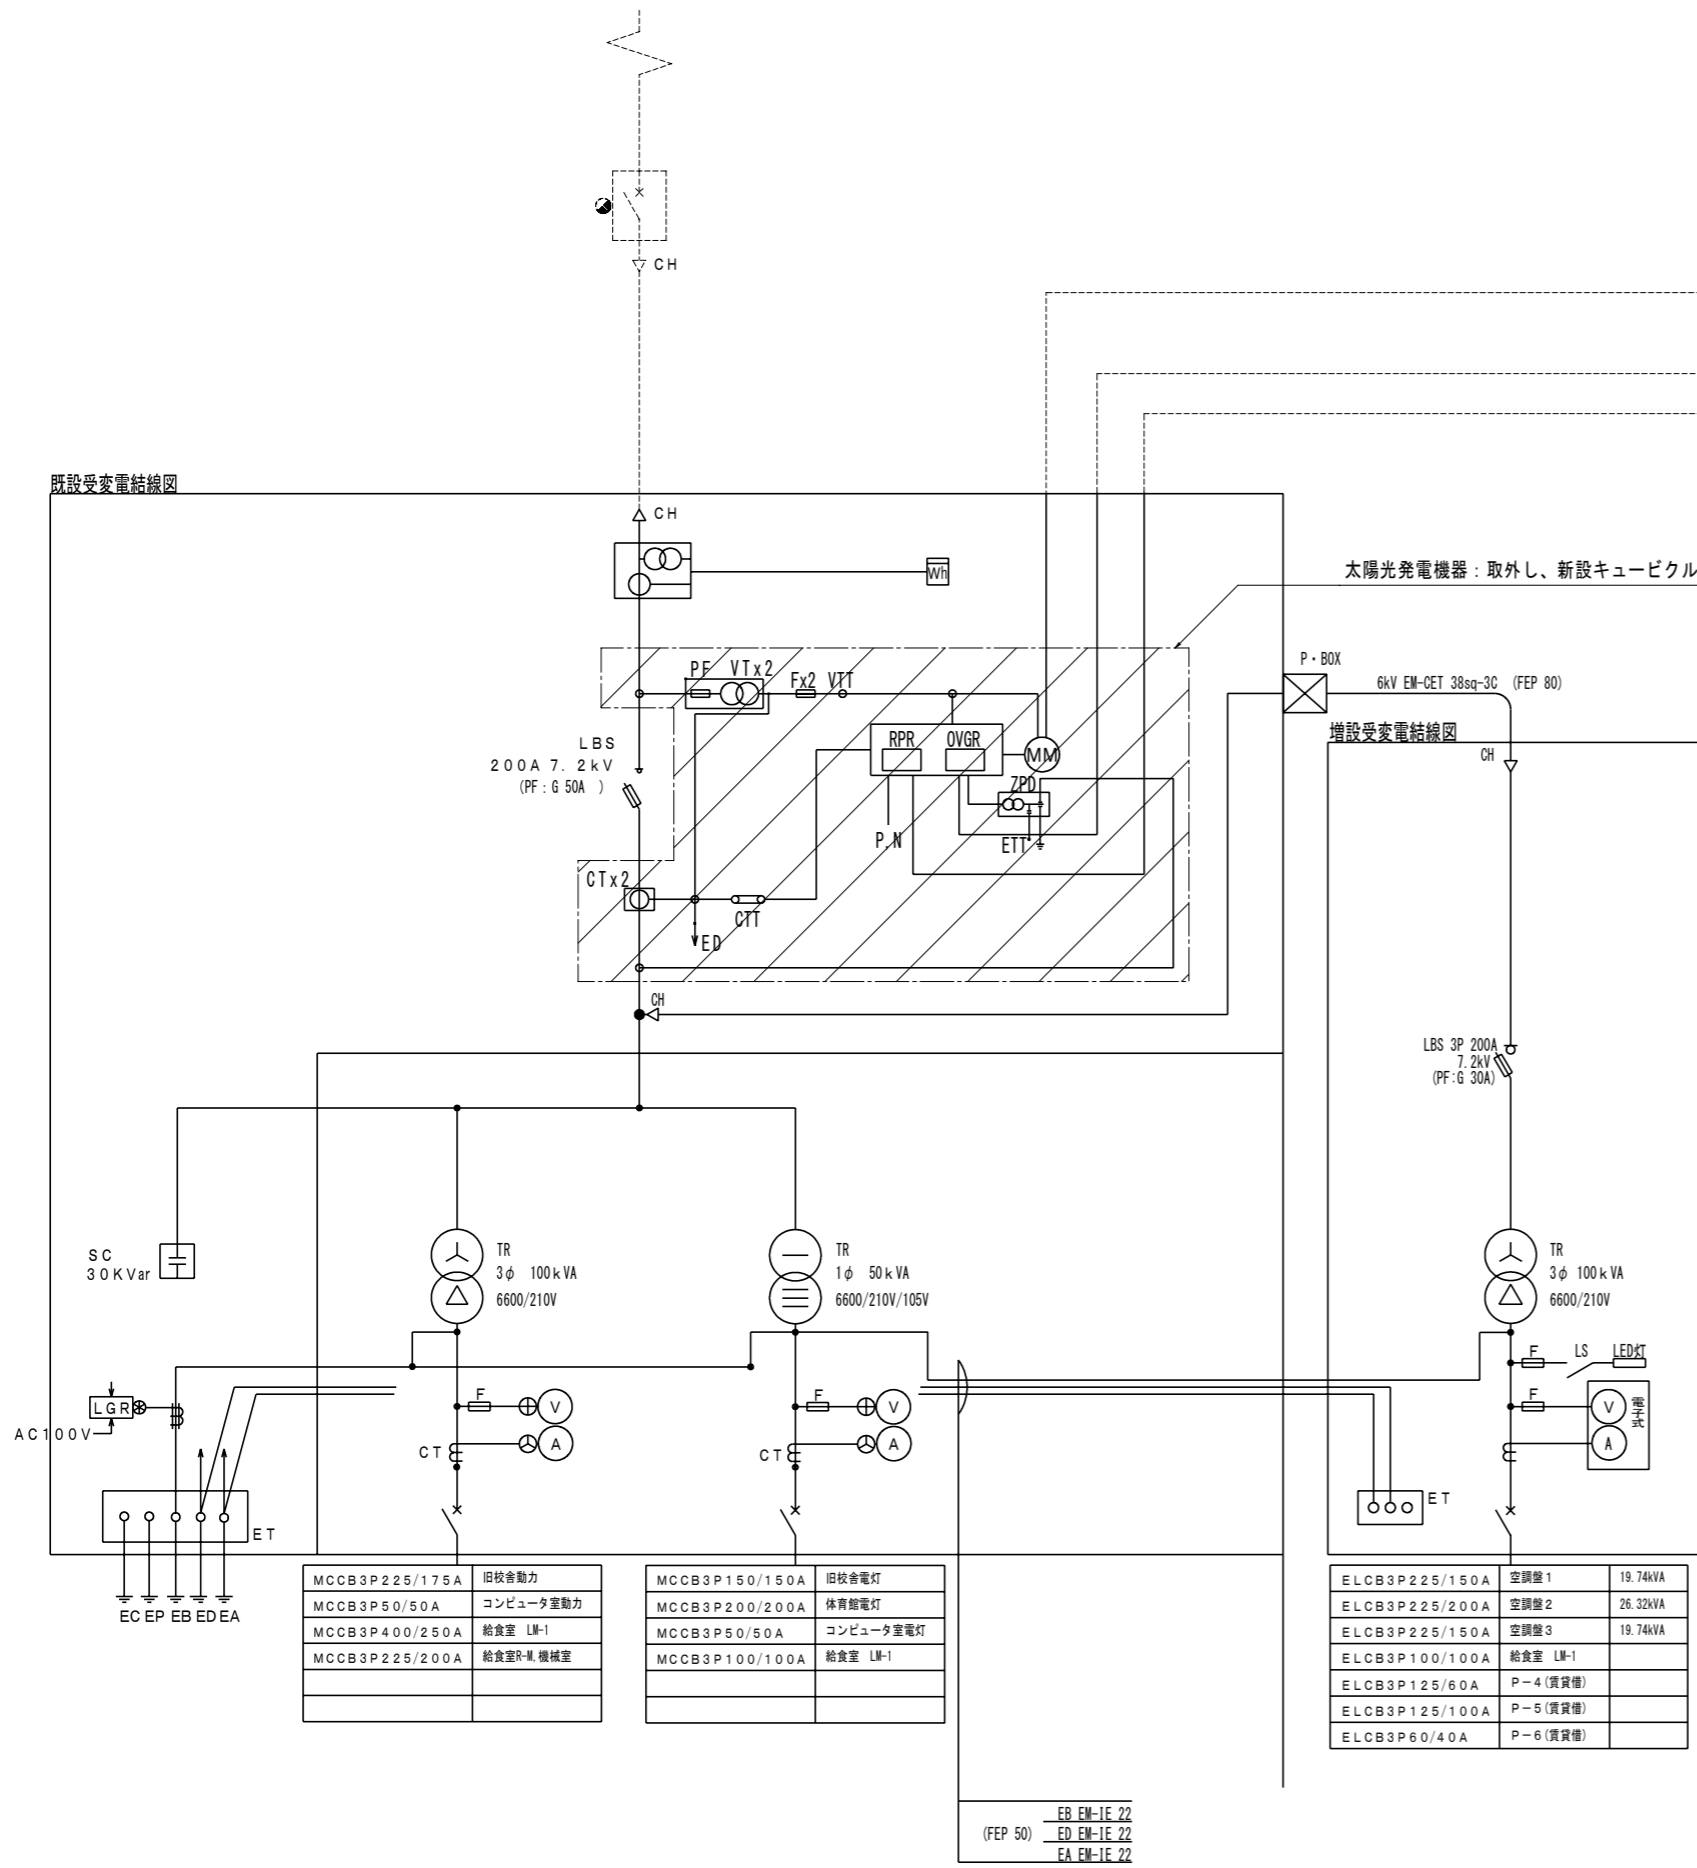 CH
既設受変電結線図
CH
Wh
太陽光発電機器：取外し、新設キュービクル
PF VTx2 Fx2 VTT
P・BOX
6kV EM-CET 38sq-3C (FEP 80)
増設受変電結線図
CH
LBS
200A 7.2kV
(PF：G 50A )
RPR OVGR
MM
ZPD
P.N
ETT
CTx2
CTT
ED
CH
LBS 3P 200A
7.2kV
(PF:G 30A)
SC
30KVar
TR
3φ 100kVA
6600/210V
TR
1φ 50kVA
6600/210V/105V
TR
3φ 100kVA
6600/210V
F LS LED灯
LGR
AC100V
F V
CT A
F V
CT A
F V
A
電子式
ET
EC EP EB ED EA
ET
MCCB3P225/175A 旧校舎動力
MCCB3P50/50A コンピュータ室動力
MCCB3P400/250A 給食室 LM-1
MCCB3P225/200A 給食室R-M,機械室
MCCB3P150/150A 旧校舎電灯
MCCB3P200/200A 体育館電灯
MCCB3P50/50A コンピュータ室電灯
MCCB3P100/100A 給食室 LM-1
ELCB3P225/150A 空調盤1 19.74kVA
ELCB3P225/200A 空調盤2 26.32kVA
ELCB3P225/150A 空調盤3 19.74kVA
ELCB3P100/100A 給食室 LM-1
ELCB3P125/60A P－4(賃貸借)
ELCB3P125/100A P－5(賃貸借)
ELCB3P60/40A P－6(賃貸借)
EB EM-IE 22
(FEP 50) ED EM-IE 22
EA EM-IE 22